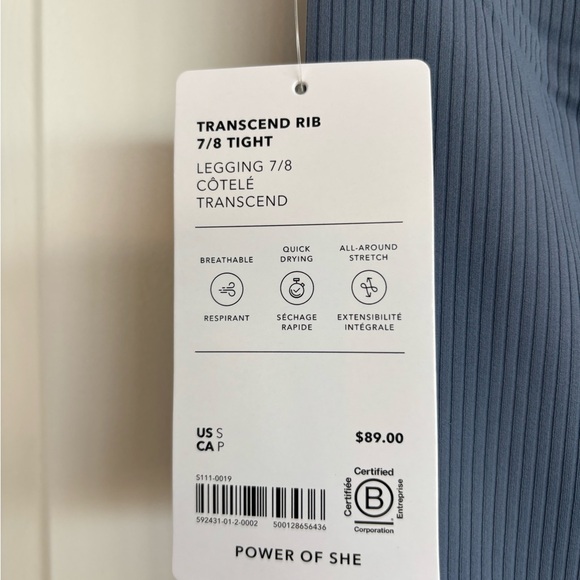 TRANSCEND RIB
7/8 TIGHT
LEGGING 7/8
CÔTELÉ
TRANSCEND
BREATHABLE
QUICK
DRYING
ALL-AROUND
STRETCH
RESPIRANT
SÉCHAGE
RAPIDE
EXTENSIBILITÉ
INTÉGRALE
US S
CA P
$89.00
5111-0019
592431-01-2-0002
500128656436
Certified
Certifiée
B
Entreprise
Corporation
POWER OF SHE